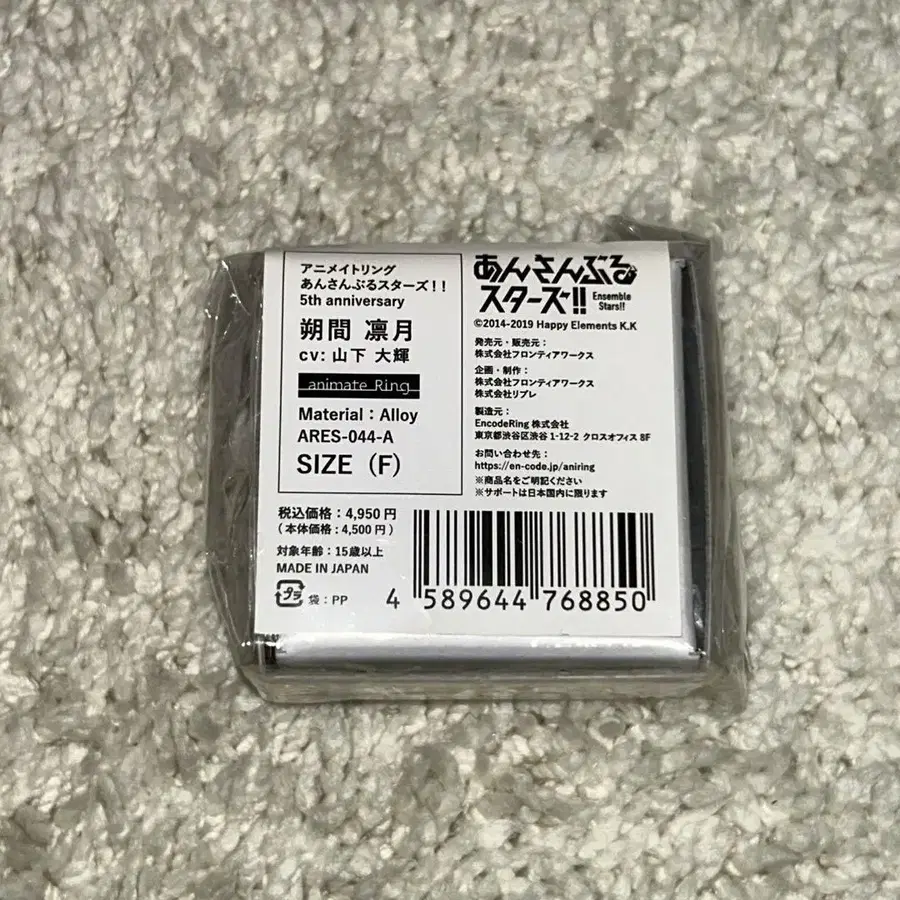 アニメイトリング
あんさんぶるスターズ！！
5th anniversary
朔間 凛月
cv: 山下 大輝
animate Ring
Material：Alloy
ARES-044-A
SIZE（F）
税込価格：4,950円
（本体価格：4,500円）
対象年齢：15歳以上
MADE IN JAPAN
プラ
袋：PP
あんさんぶる
スターズ!!
Ensemble
Stars!!
©2014-2019 Happy Elements K.K
発売元・販売元：
株式会社フロンティアワークス
企画・制作：
株式会社フロンティアワークス
株式会社リブレ
製造元：
EncodeRing 株式会社
東京都渋谷区渋谷 1-12-2 クロスオフィス 8F
お問い合わせ先：
https://en-code.jp/aniring
※商品名をご明記ください
※サポートは日本国内に限ります
4 589644 768850